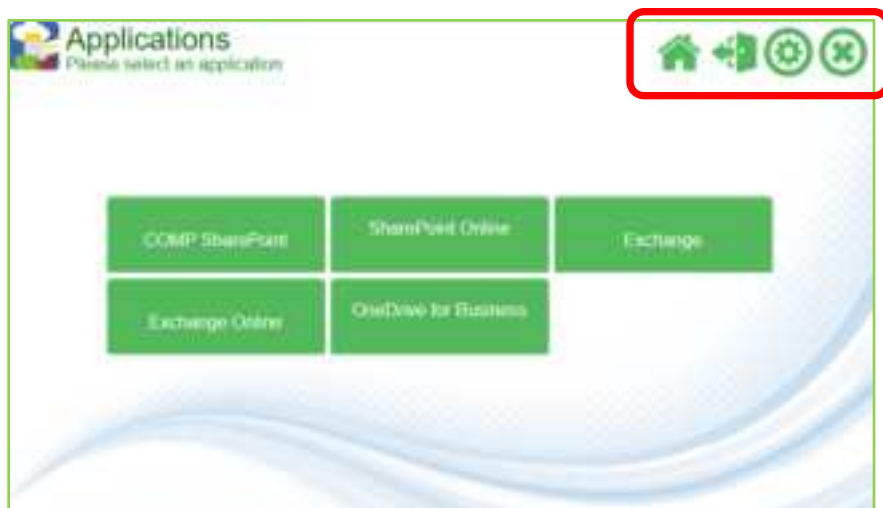 Applications
Please select an application
COMP SharePoint
SharePoint Online
Exchange
Exchange Online
OneDrive for Business